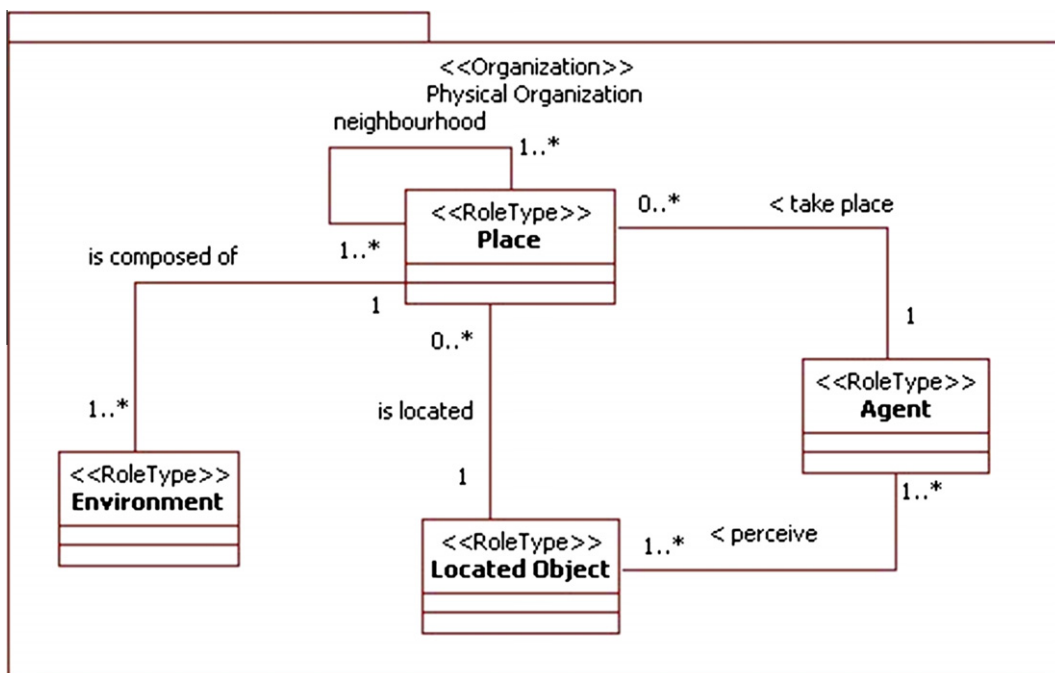 <<Organization>>
Physical Organization
neighbourhood
1..*
<<RoleType>>
Place
1..*
0..*
< take place
is composed of
1
0..*
1
1..*
is located
1
<<RoleType>>
Agent
<<RoleType>>
Environment
<<RoleType>>
Located Object
1..*
< perceive
1..*